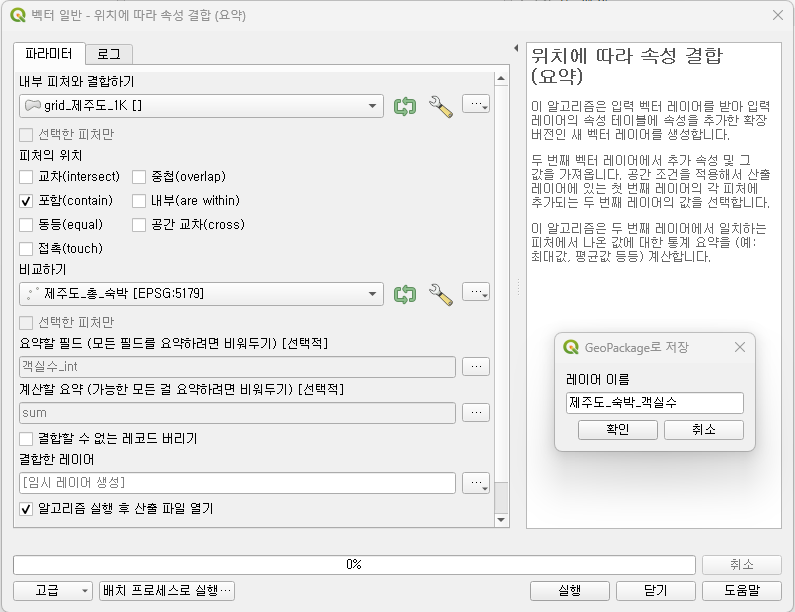 벡터 일반 - 위치에 따라 속성 결합 (요약)
파라미터
로그
내부 피처와 결합하기
grid_제주도_1K []
선택한 피처만
피처의 위치
교차(intersect)
중첩(overlap)
포함(contain)
내부(are within)
동등(equal)
공간 교차(cross)
접촉(touch)
비교하기
제주도_총_숙박 [EPSG:5179]
선택한 피처만
요약할 필드 (모든 필드를 요약하려면 비워두기) [선택적]
객실수_int
계산할 요약 (가능한 모든 걸 요약하려면 비워두기) [선택적]
sum
결합할 수 없는 레코드 버리기
결합한 레이어
[임시 레이어 생성]
알고리즘 실행 후 산출 파일 열기
위치에 따라 속성 결합
(요약)
이 알고리즘은 입력 벡터 레이어를 받아 입력
레이어의 속성 테이블에 속성을 추가한 확장
버전인 새 벡터 레이어를 생성합니다.
두 번째 벡터 레이어에서 추가 속성 및 그
값을 가져옵니다. 공간 조건을 적용해서 산출
레이어에 있는 첫 번째 레이어의 각 피처에
추가되는 두 번째 레이어의 값을 선택합니다.
이 알고리즘은 두 번째 레이어에서 일치하는
피처에서 나온 값에 대한 통계 요약을 (예:
최대값, 평균값 등등) 계산합니다.
GeoPackage로 저장
레이어 이름
제주도_숙박_객실수
확인
취소
0%
취소
고급
배치 프로세스로 실행…
실행
닫기
도움말